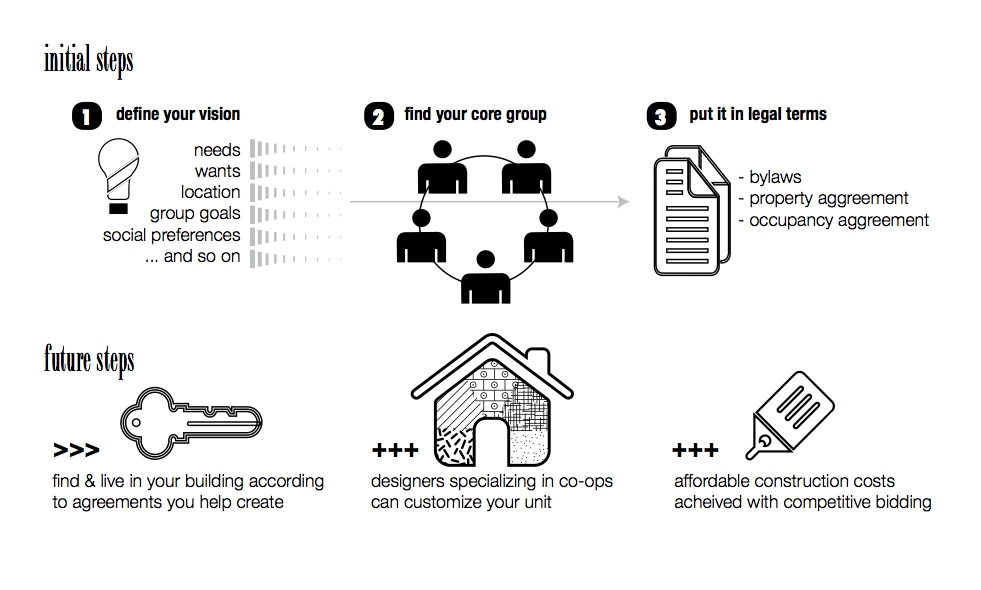 initial steps
1 define your vision
needs
wants
location
group goals
social preferences
... and so on
2 find your core group
3 put it in legal terms
- bylaws
- property aggreement
- occupancy aggreement
future steps
>>>
find & live in your building according
to agreements you help create
+++
designers specializing in co-ops
can customize your unit
+++
affordable construction costs
acheived with competitive bidding